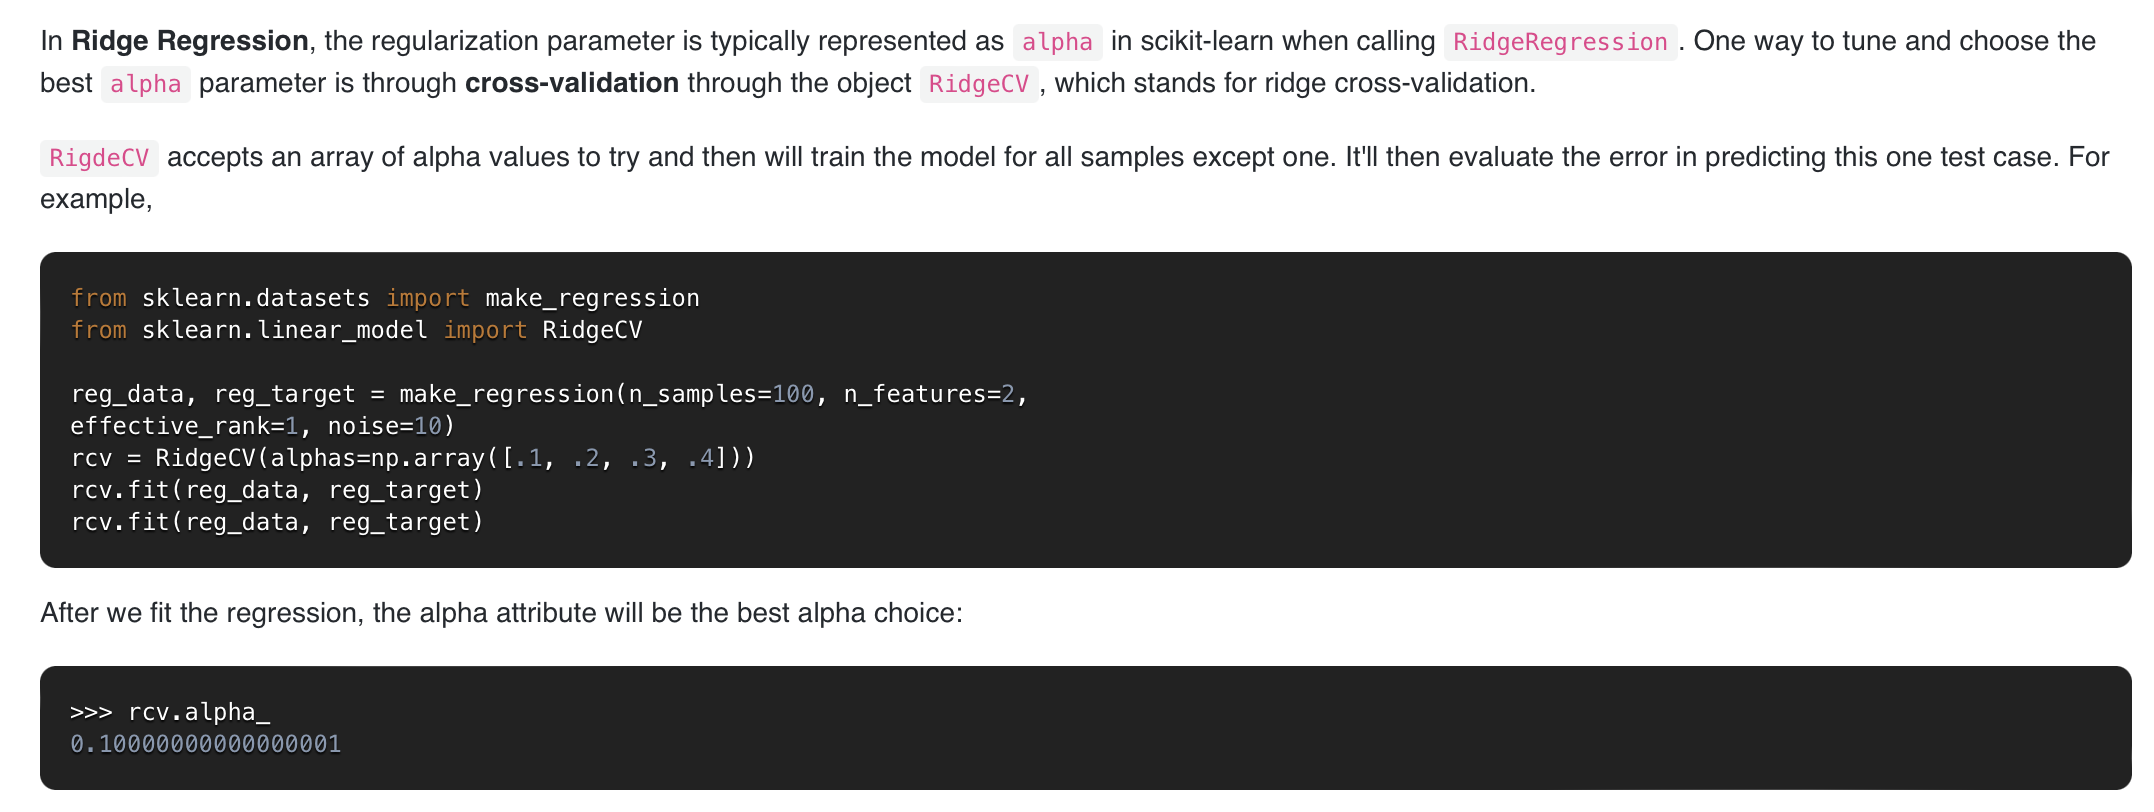 In Ridge Regression, the regularization parameter is typically represented as alpha in scikit-learn when calling RidgeRegression. One way to tune and choose the
best alpha parameter is through cross-validation through the object RidgeCV, which stands for ridge cross-validation.
RigdeCV accepts an array of alpha values to try and then will train the model for all samples except one. It'll then evaluate the error in predicting this one test case. For
example,
from sklearn.datasets import make_regression
from sklearn.linear_model import RidgeCV
reg_data, reg_target = make_regression(n_samples=100, n_features=2,
effective_rank=1, noise=10)
rcv = RidgeCV(alphas=np.array([.1, .2, .3, .4]))
rcv.fit(reg_data, reg_target)
rcv.fit(reg_data, reg_target)
After we fit the regression, the alpha attribute will be the best alpha choice:
>>> rcv.alpha_
0.10000000000000001